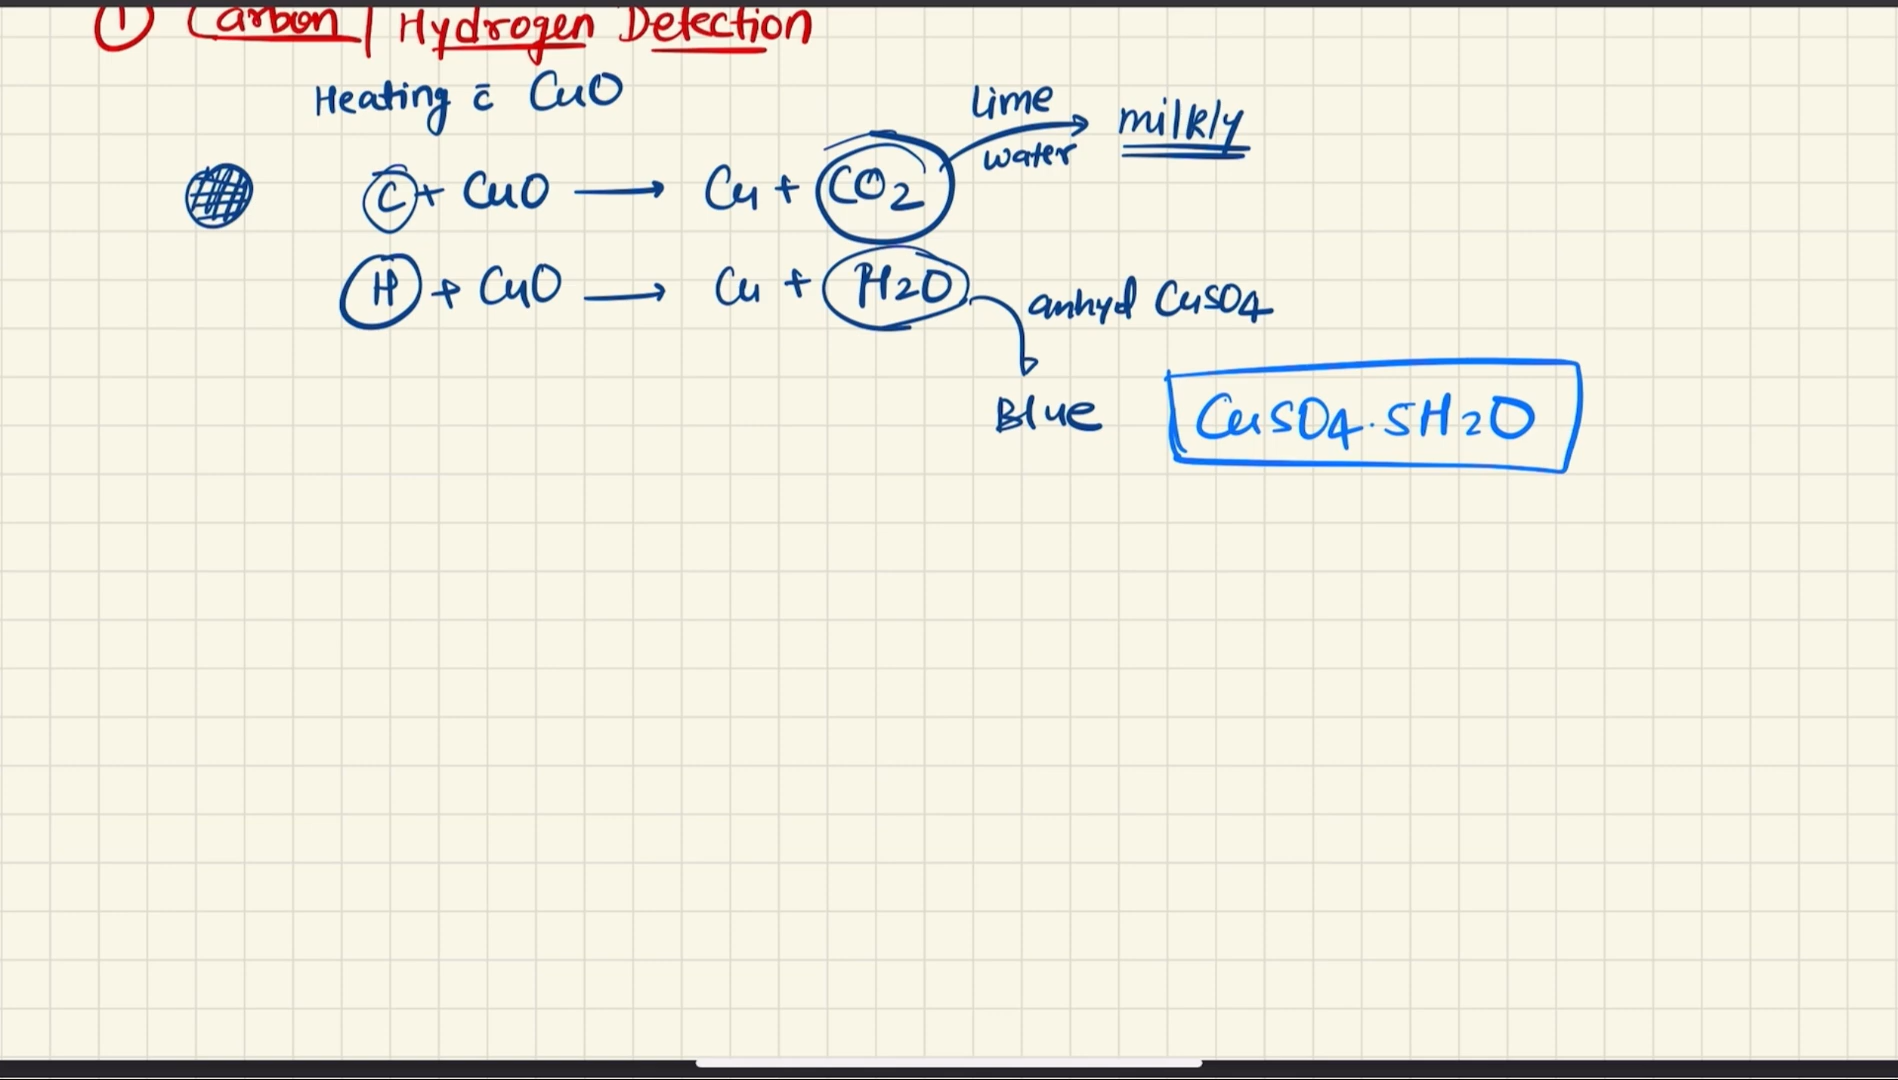 ① Carbon | Hydrogen Detection
Heating c̄ CuO
C + CuO ⟶ Cu + CO2 lime water → milkly
H + CuO ⟶ Cu + H2O anhyd CuSO4
Blue CuSO4.5H2O